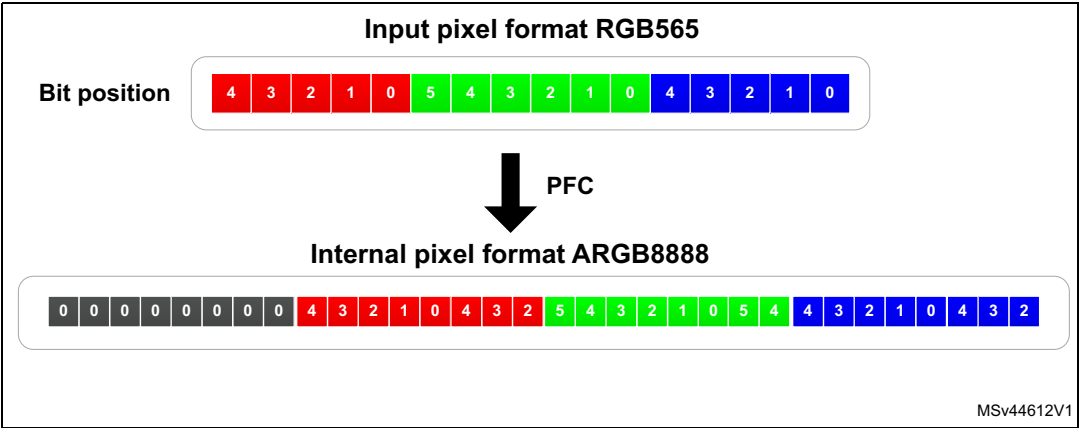 Input pixel format RGB565
Bit position 4 3 2 1 0 5 4 3 2 1 0 4 3 2 1 0
PFC
Internal pixel format ARGB8888
0 0 0 0 0 0 0 0 4 3 2 1 0 4 3 2 5 4 3 2 1 0 5 4 4 3 2 1 0 4 3 2
MSv44612V1